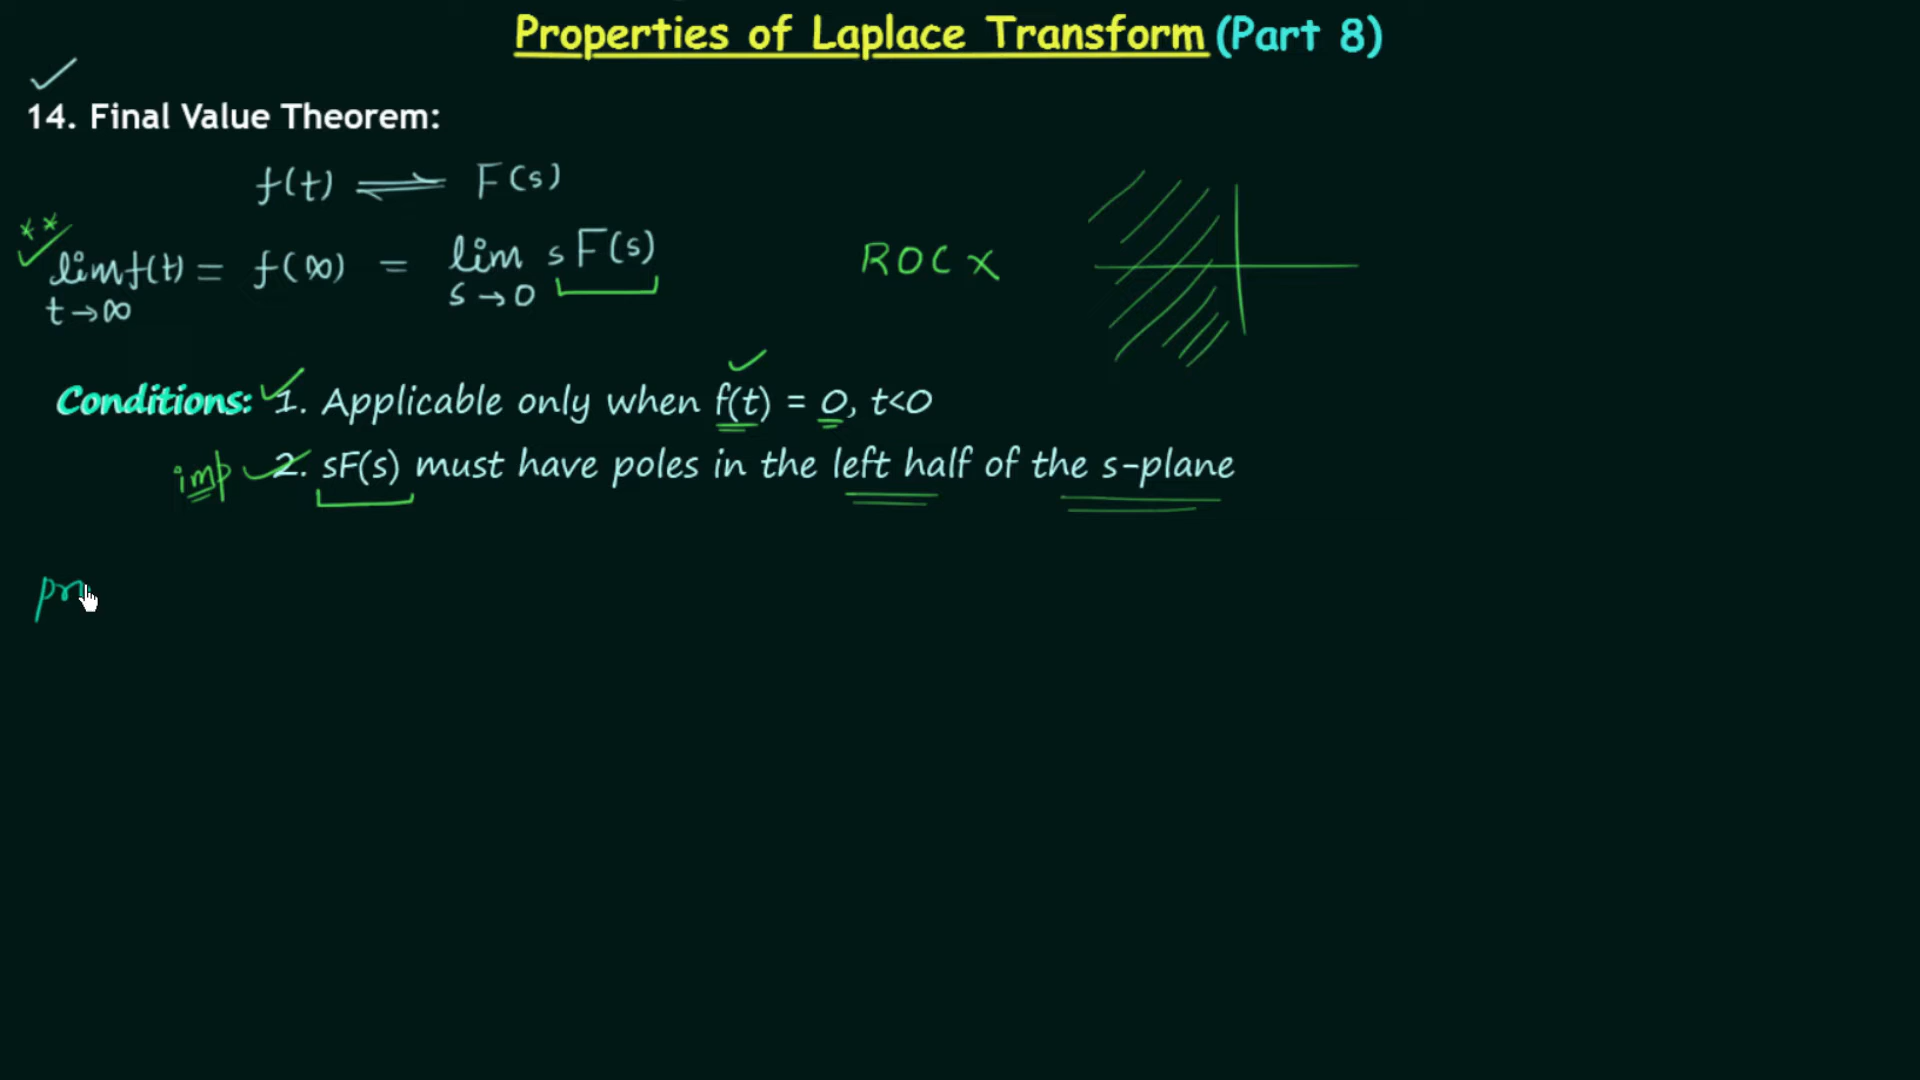 Properties of Laplace Transform (Part 8)
14. Final Value Theorem:
f(t) ⇌ F(s)
** lim f(t) = f(∞) = lim s F(s)
t→∞ s→0
ROC x
Conditions: 1. Applicable only when f(t) = 0, t<0
imp 2. sF(s) must have poles in the left half of the s-plane
pr